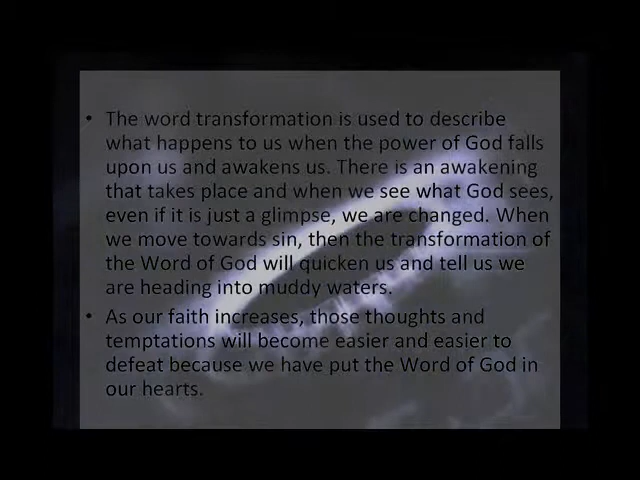 • The word transformation is used to describe
what happens to us when the power of God falls
upon us and awakens us. There is an awakening
that takes place and when we see what God sees,
even if it is just a glimpse, we are changed. When
we move towards sin, then the transformation of
the Word of God will quicken us and tell us we
are heading into muddy waters.
• As our faith increases, those thoughts and
temptations will become easier and easier to
defeat because we have put the Word of God in
our hearts.